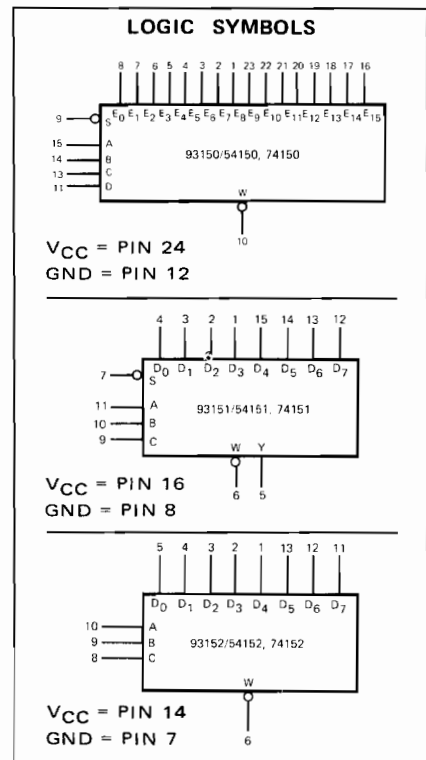 LOGIC SYMBOLS
8 7 6 5 4 3 2 1 23 22 21 20 19 18 17 16
9 S E0 E1 E2 E3 E4 E5 E6 E7 E8 E9 E10 E11 E12 E13 E14 E15
15 A
93150/54150, 74150
14 B
13 C
11 D
W
10
VCC = PIN 24
GND = PIN 12
4 3 2 1 15 14 13 12
D0 D1 D2 D3 D4 D5 D6 D7
7 S
11 A
93151/54151, 74151
10 B
9 C
W Y
6 5
VCC = PIN 16
GND = PIN 8
5 4 3 2 1 13 12 11
D0 D1 D2 D3 D4 D5 D6 D7
10 A
9 B 93152/54152, 74152
8 C
W
6
VCC = PIN 14
GND = PIN 7